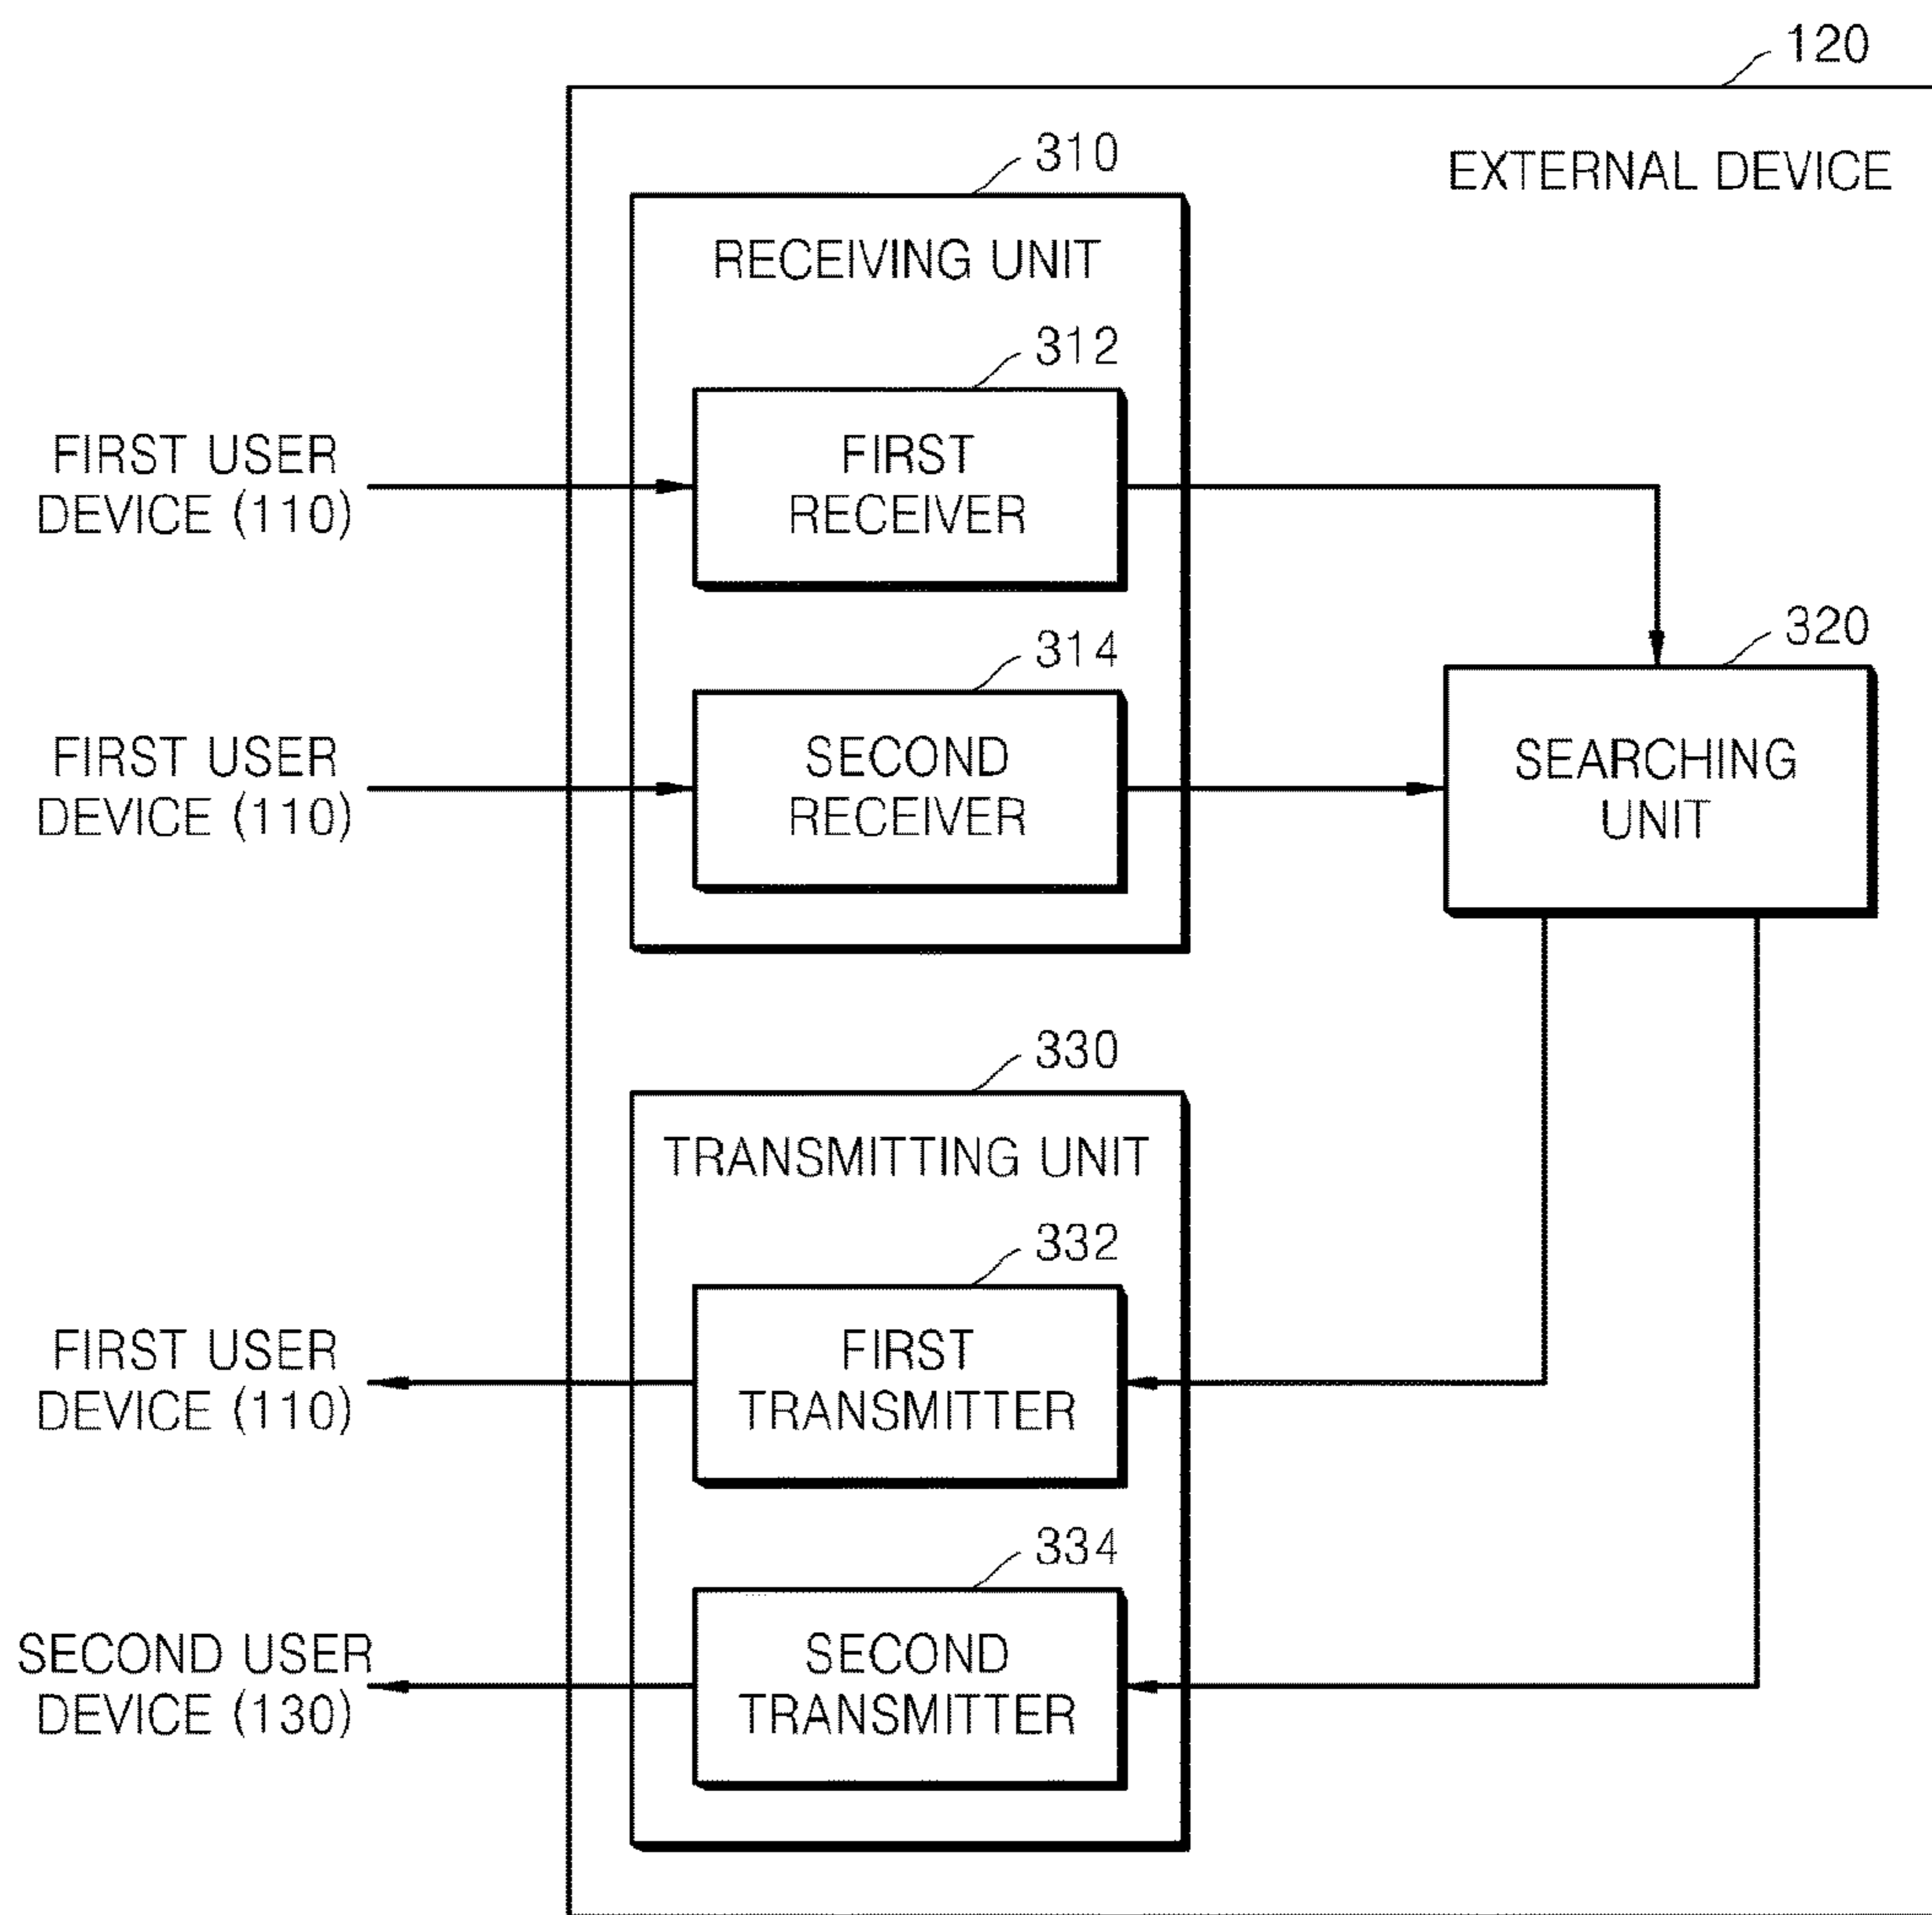 120
EXTERNAL DEVICE
310
RECEIVING UNIT
312
FIRST USER
DEVICE (110)
FIRST
RECEIVER
314
320
FIRST USER
DEVICE (110)
SECOND
RECEIVER
SEARCHING
UNIT
330
TRANSMITTING UNIT
332
FIRST USER
DEVICE (110)
FIRST
TRANSMITTER
334
SECOND USER
DEVICE (130)
SECOND
TRANSMITTER